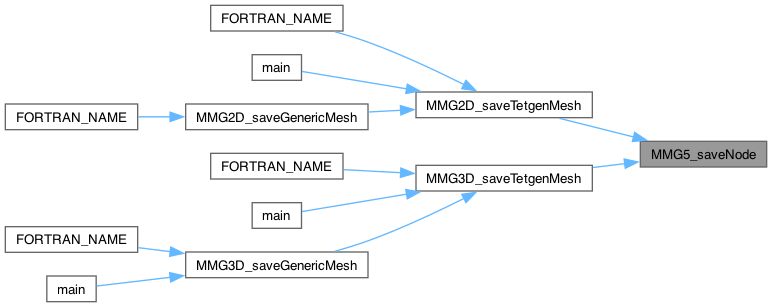 FORTRAN_NAME
main
MMG2D_saveTetgenMesh
FORTRAN_NAME
MMG2D_saveGenericMesh
MMG5_saveNode
FORTRAN_NAME
MMG3D_saveTetgenMesh
main
FORTRAN_NAME
MMG3D_saveGenericMesh
main